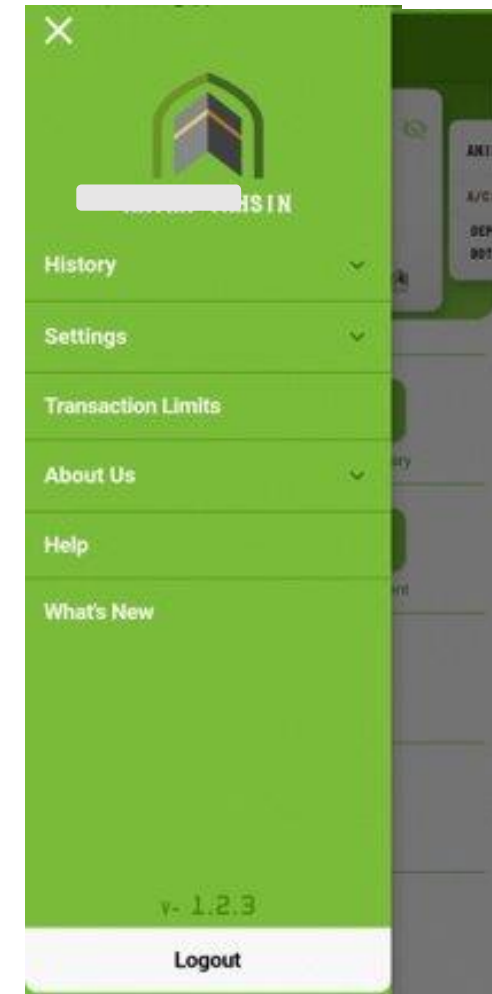 History
Settings
Transaction Limits
About Us
Help
What's New
v- 1.2.3
Logout